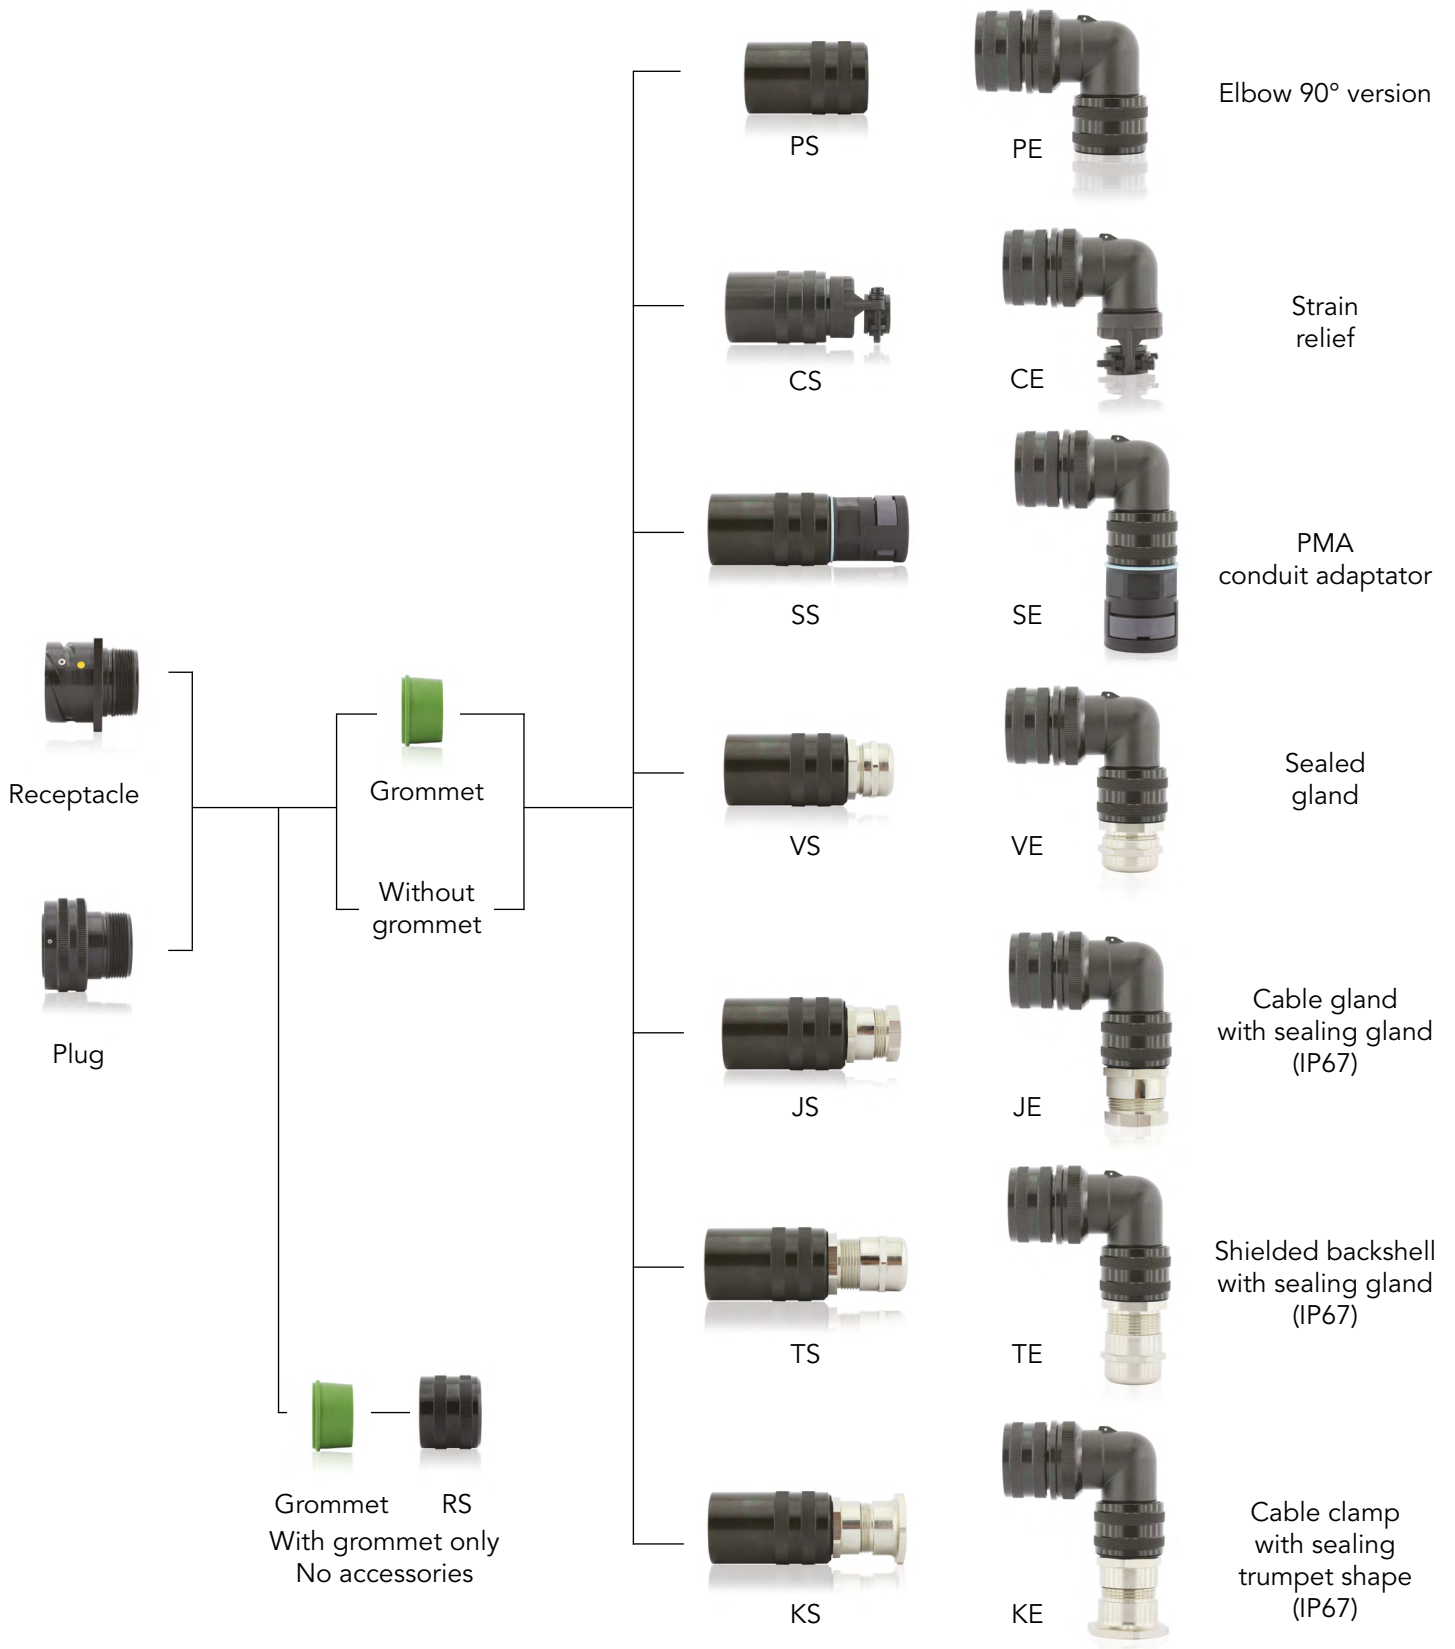 PS
PE
Elbow 90° version
CS
CE
Strain
relief
SS
SE
PMA
conduit adaptator
Receptacle
Grommet
VS
VE
Sealed
gland
Without
grommet
Plug
JS
JE
Cable gland
with sealing gland
(IP67)
TS
TE
Shielded backshell
with sealing gland
(IP67)
Grommet
RS
With grommet only
No accessories
KS
KE
Cable clamp
with sealing
trumpet shape
(IP67)